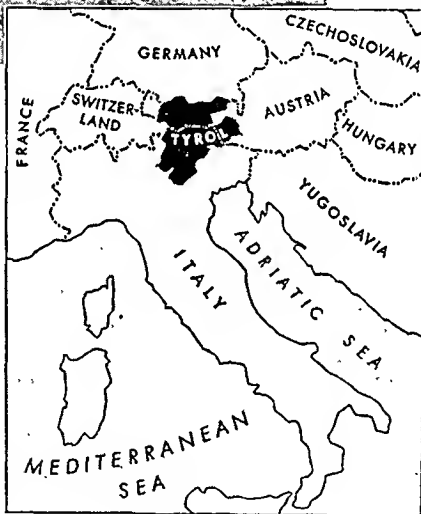 CZECHOSLOVAKIA
GERMANY
FRANCE
SWITZER-
LAND
AUSTRIA
TYROL
HUNGARY
YUGOSLAVIA
ITALY
ADRIATIC SEA
MEDITERRANEAN
SEA